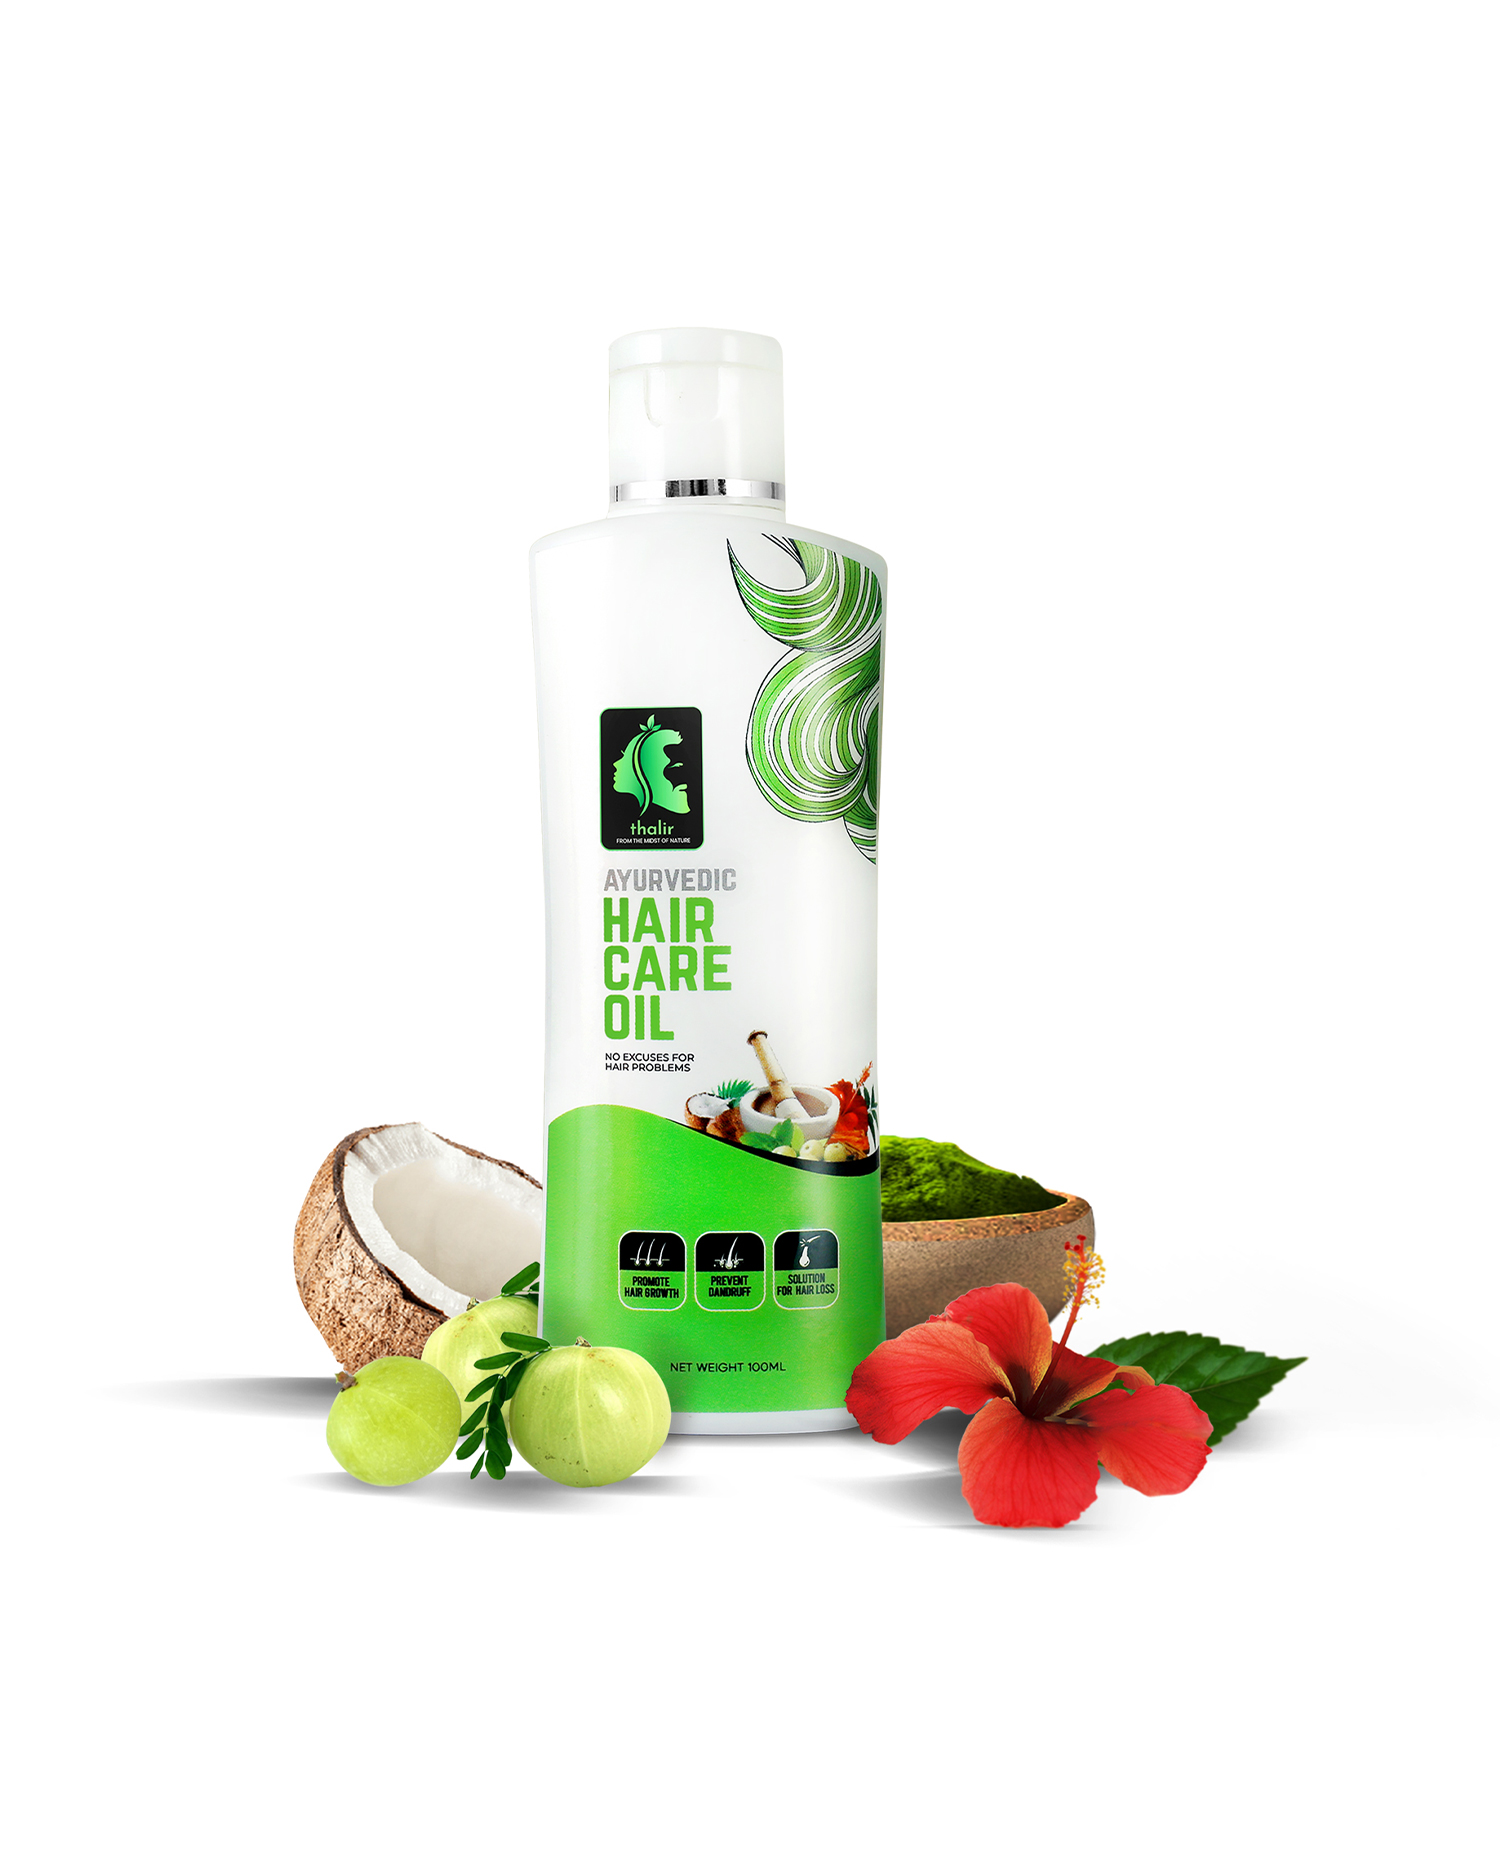 thalir
FROM THE MIDST OF NATURE
AYURVEDIC
HAIR
CARE
OIL
NO EXCUSES FOR
HAIR PROBLEMS
PROMOTE
HAIR GROWTH
PREVENT
DANDRUFF
SOLUTION
FOR HAIR LOSS
NET WEIGHT 100ML